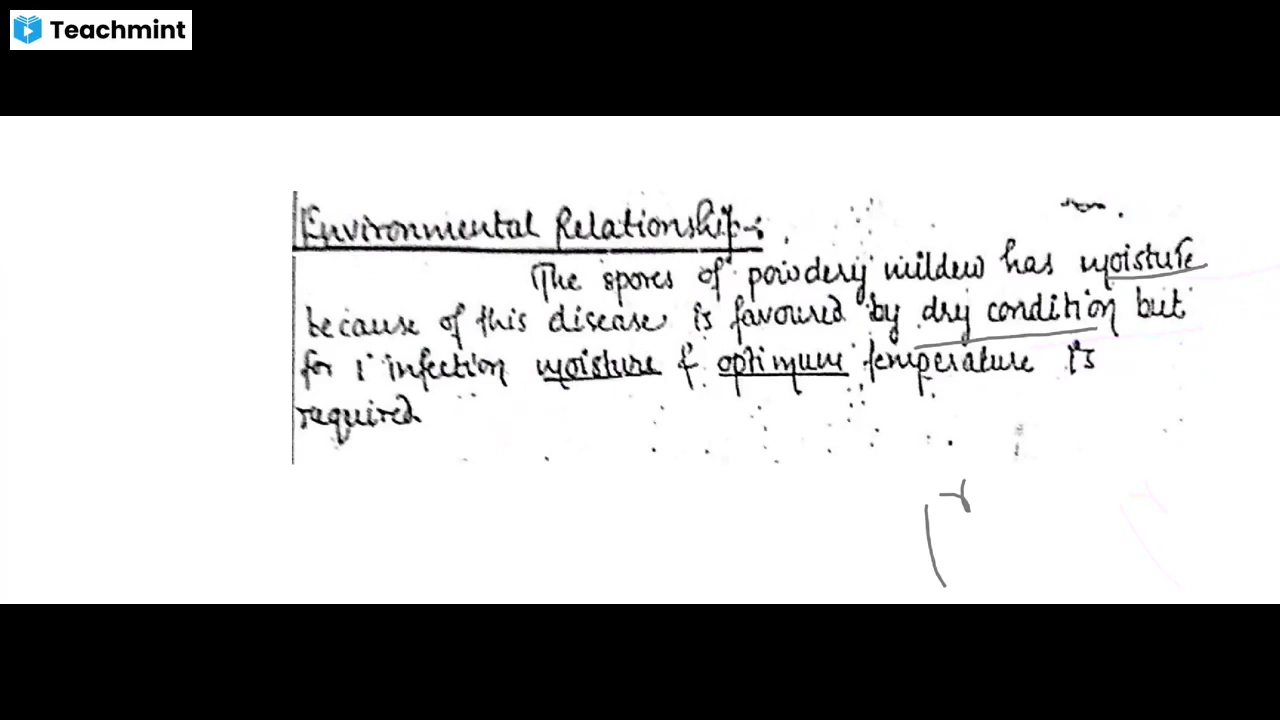 Teachmint
Environmental Relationship:-
The spores of powdery mildew has moisture
because of this disease is favoured by dry condition but
for 1° infection moisture & optimum temperature is
required
1°